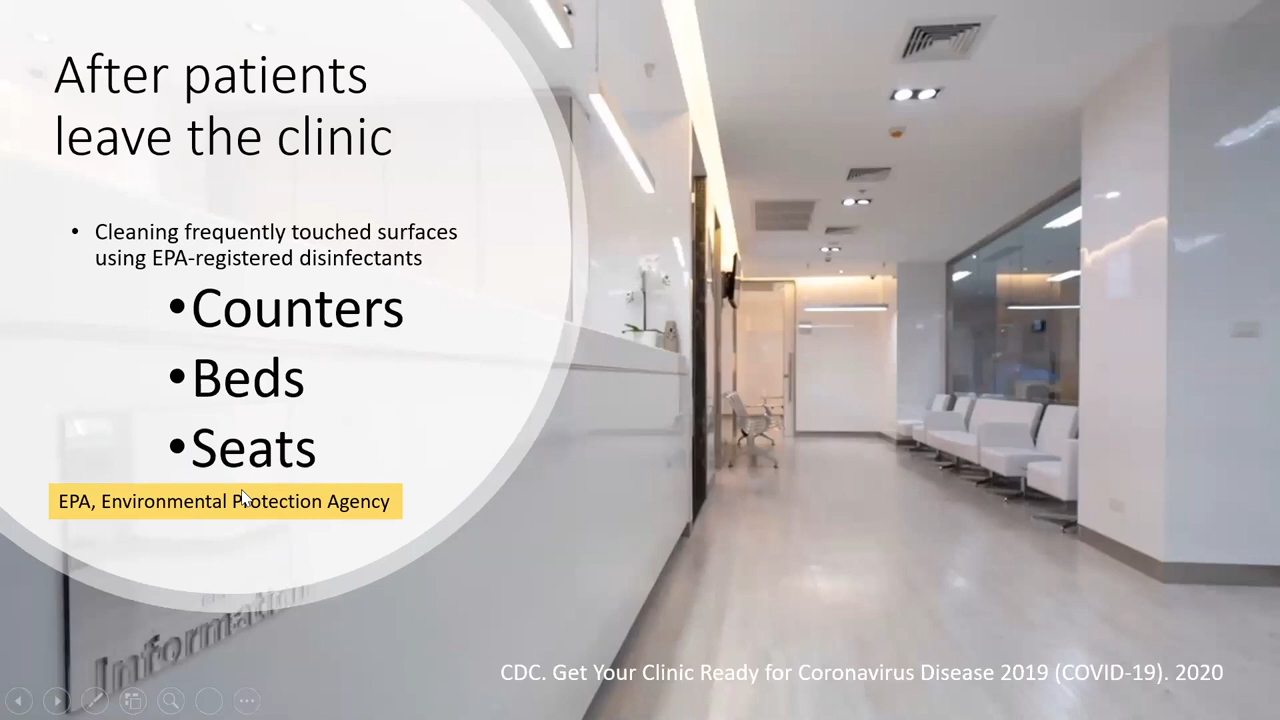 After patients
leave the clinic
• Cleaning frequently touched surfaces
using EPA-registered disinfectants
•Counters
•Beds
•Seats
EPA, Environmental Protection Agency
Information
CDC. Get Your Clinic Ready for Coronavirus Disease 2019 (COVID-19). 2020